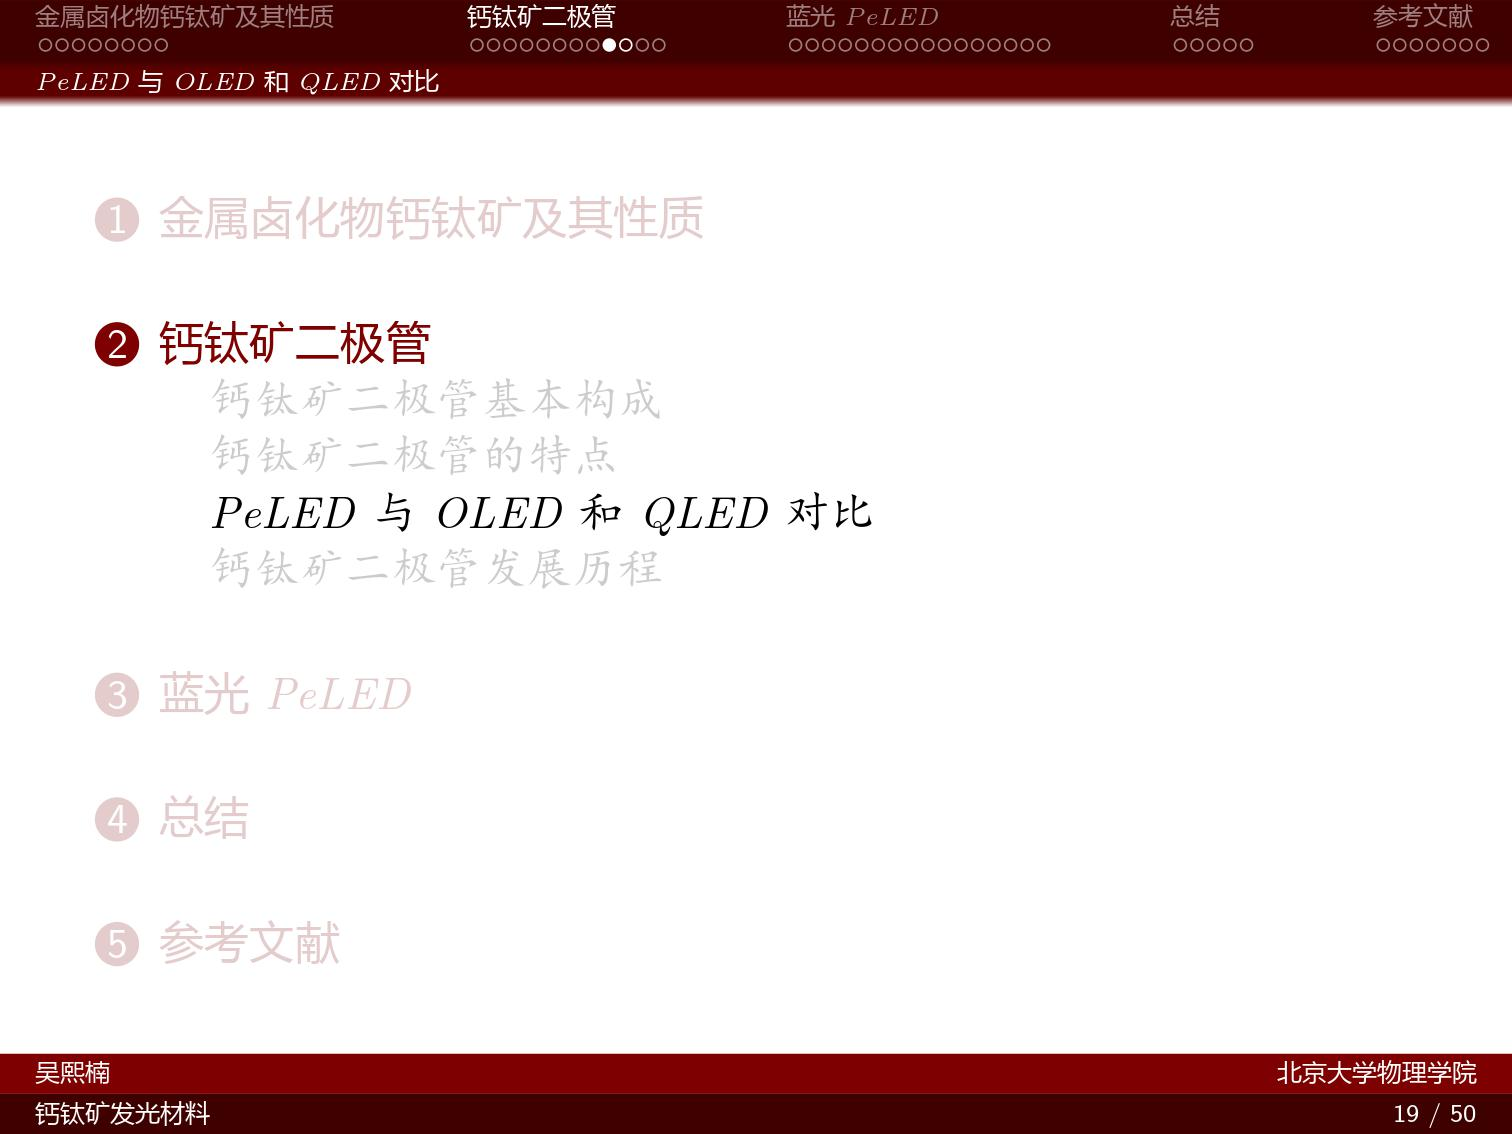 金属卤化物钙钛矿及其性质 钙钛矿二极管 蓝光 PeLED 总结 参考文献
PeLED 与 OLED 和 QLED 对比
1 金属卤化物钙钛矿及其性质
2 钙钛矿二极管
钙钛矿二极管基本构成
钙钛矿二极管的特点
PeLED 与 OLED 和 QLED 对比
钙钛矿二极管发展历程
3 蓝光 PeLED
4 总结
5 参考文献
吴熙楠 北京大学物理学院
钙钛矿发光材料 19 / 50